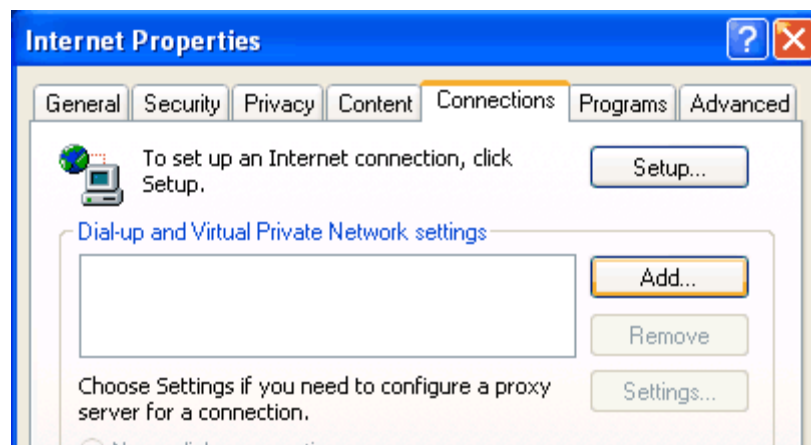 Internet Properties
General Security Privacy Content Connections Programs Advanced
To set up an Internet connection, click
Setup.
Setup...
Dial-up and Virtual Private Network settings
Add...
Remove
Choose Settings if you need to configure a proxy
server for a connection.
Settings...